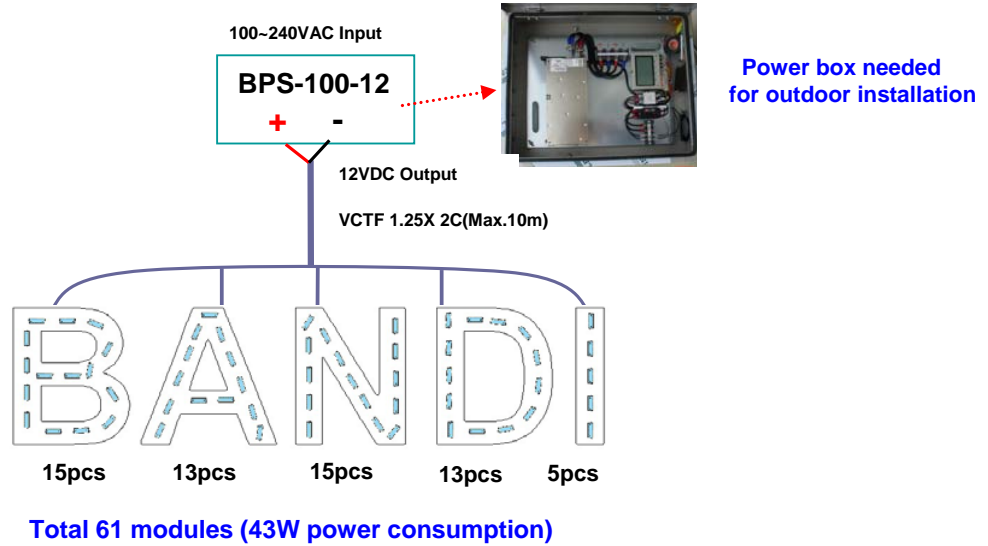 100~240VAC Input
BPS-100-12
+ -
Power box needed
for outdoor installation
12VDC Output
VCTF 1.25X 2C(Max.10m)
BANDI
15pcs 13pcs 15pcs 13pcs 5pcs
Total 61 modules (43W power consumption)